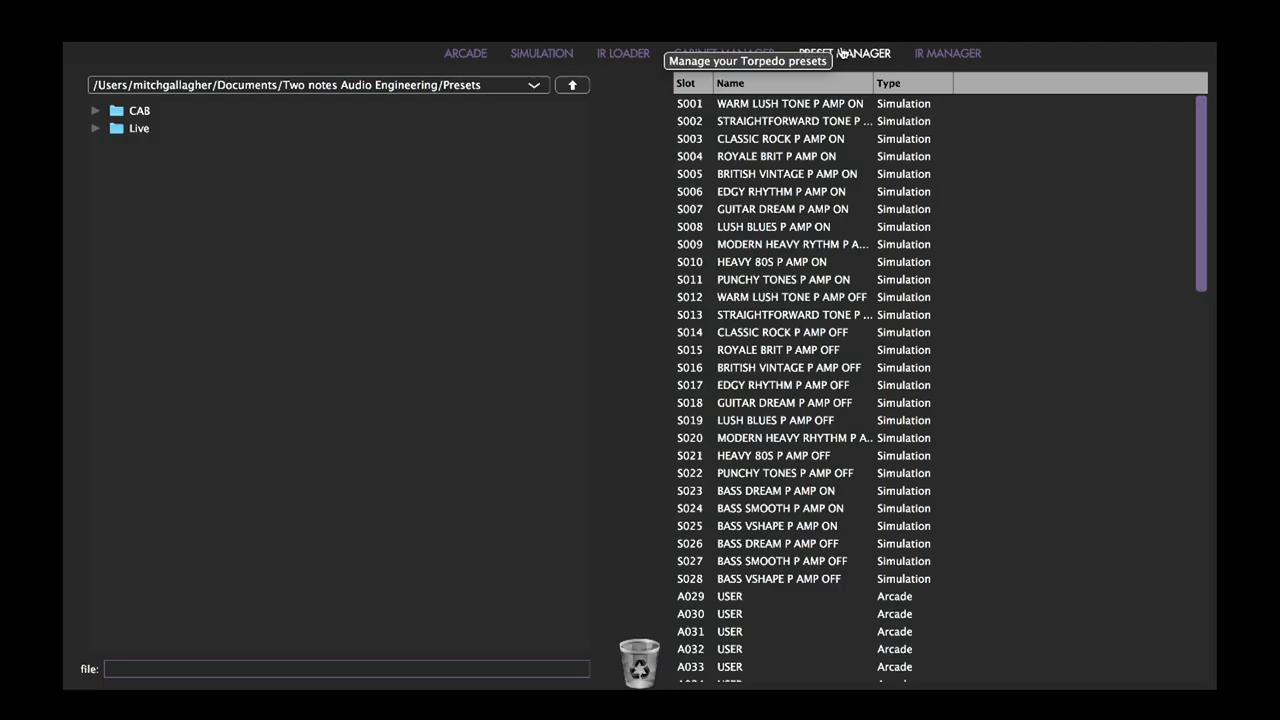 ARCADE SIMULATION IR LOADER CABINET MANAGER PRESET MANAGER IR MANAGER
Manage your Torpedo presets
/Users/mitchgallagher/Documents/Two notes Audio Engineering/Presets
CAB
Live
file:
Slot Name Type
S001 WARM LUSH TONE P AMP ON Simulation
S002 STRAIGHTFORWARD TONE P ... Simulation
S003 CLASSIC ROCK P AMP ON Simulation
S004 ROYALE BRIT P AMP ON Simulation
S005 BRITISH VINTAGE P AMP ON Simulation
S006 EDGY RHYTHM P AMP ON Simulation
S007 GUITAR DREAM P AMP ON Simulation
S008 LUSH BLUES P AMP ON Simulation
S009 MODERN HEAVY RYTHM P A... Simulation
S010 HEAVY 80S P AMP ON Simulation
S011 PUNCHY TONES P AMP ON Simulation
S012 WARM LUSH TONE P AMP OFF Simulation
S013 STRAIGHTFORWARD TONE P ... Simulation
S014 CLASSIC ROCK P AMP OFF Simulation
S015 ROYALE BRIT P AMP OFF Simulation
S016 BRITISH VINTAGE P AMP OFF Simulation
S017 EDGY RHYTHM P AMP OFF Simulation
S018 GUITAR DREAM P AMP OFF Simulation
S019 LUSH BLUES P AMP OFF Simulation
S020 MODERN HEAVY RHYTHM P A.. Simulation
S021 HEAVY 80S P AMP OFF Simulation
S022 PUNCHY TONES P AMP OFF Simulation
S023 BASS DREAM P AMP ON Simulation
S024 BASS SMOOTH P AMP ON Simulation
S025 BASS VSHAPE P AMP ON Simulation
S026 BASS DREAM P AMP OFF Simulation
S027 BASS SMOOTH P AMP OFF Simulation
S028 BASS VSHAPE P AMP OFF Simulation
A029 USER Arcade
A030 USER Arcade
A031 USER Arcade
A032 USER Arcade
A033 USER Arcade